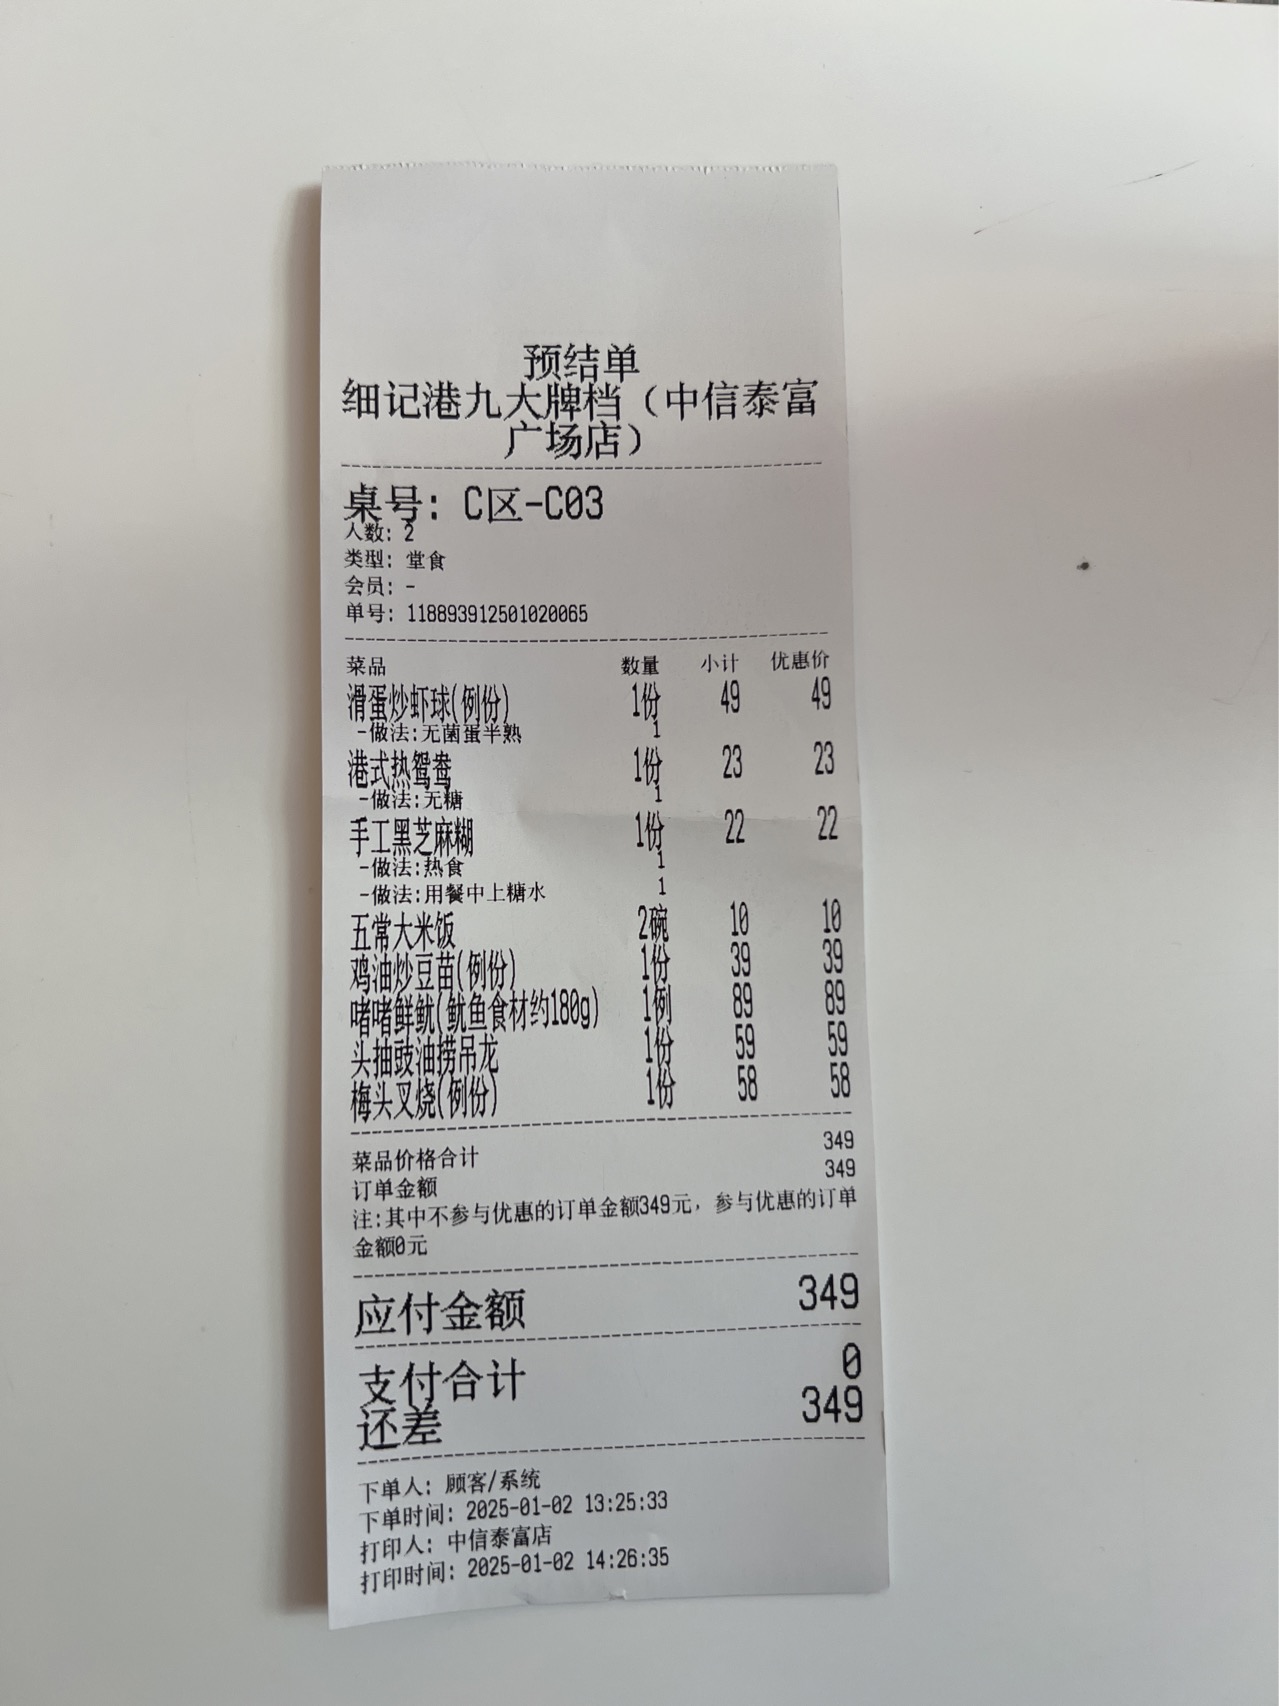 预结单
细记港九大牌档（中信泰富
广场店）
桌号: C区-C03
人数: 2
类型: 堂食
会员: -
单号: 118893912501020065
菜品 数量 小计 优惠价
滑蛋炒虾球(例份) 1份 49 49
-做法:无菌蛋半熟 1
港式热鸳鸯 1份 23 23
-做法:无糖 1
手工黑芝麻糊 1份 22 22
-做法:热食 1
-做法:用餐中上糖水 1
五常大米饭 2碗 10 10
鸡油炒豆苗(例份) 1份 39 39
啫啫鲜鱿(鱿鱼食材约180g) 1例 89 89
头抽豉油捞吊龙 1份 59 59
梅头叉烧(例份) 1份 58 58
菜品价格合计 349
订单金额 349
注:其中不参与优惠的订单金额349元，参与优惠的订单
金额0元
应付金额 349
支付合计 0
还差 349
下单人: 顾客/系统
下单时间: 2025-01-02 13:25:33
打印人: 中信泰富店
打印时间: 2025-01-02 14:26:35